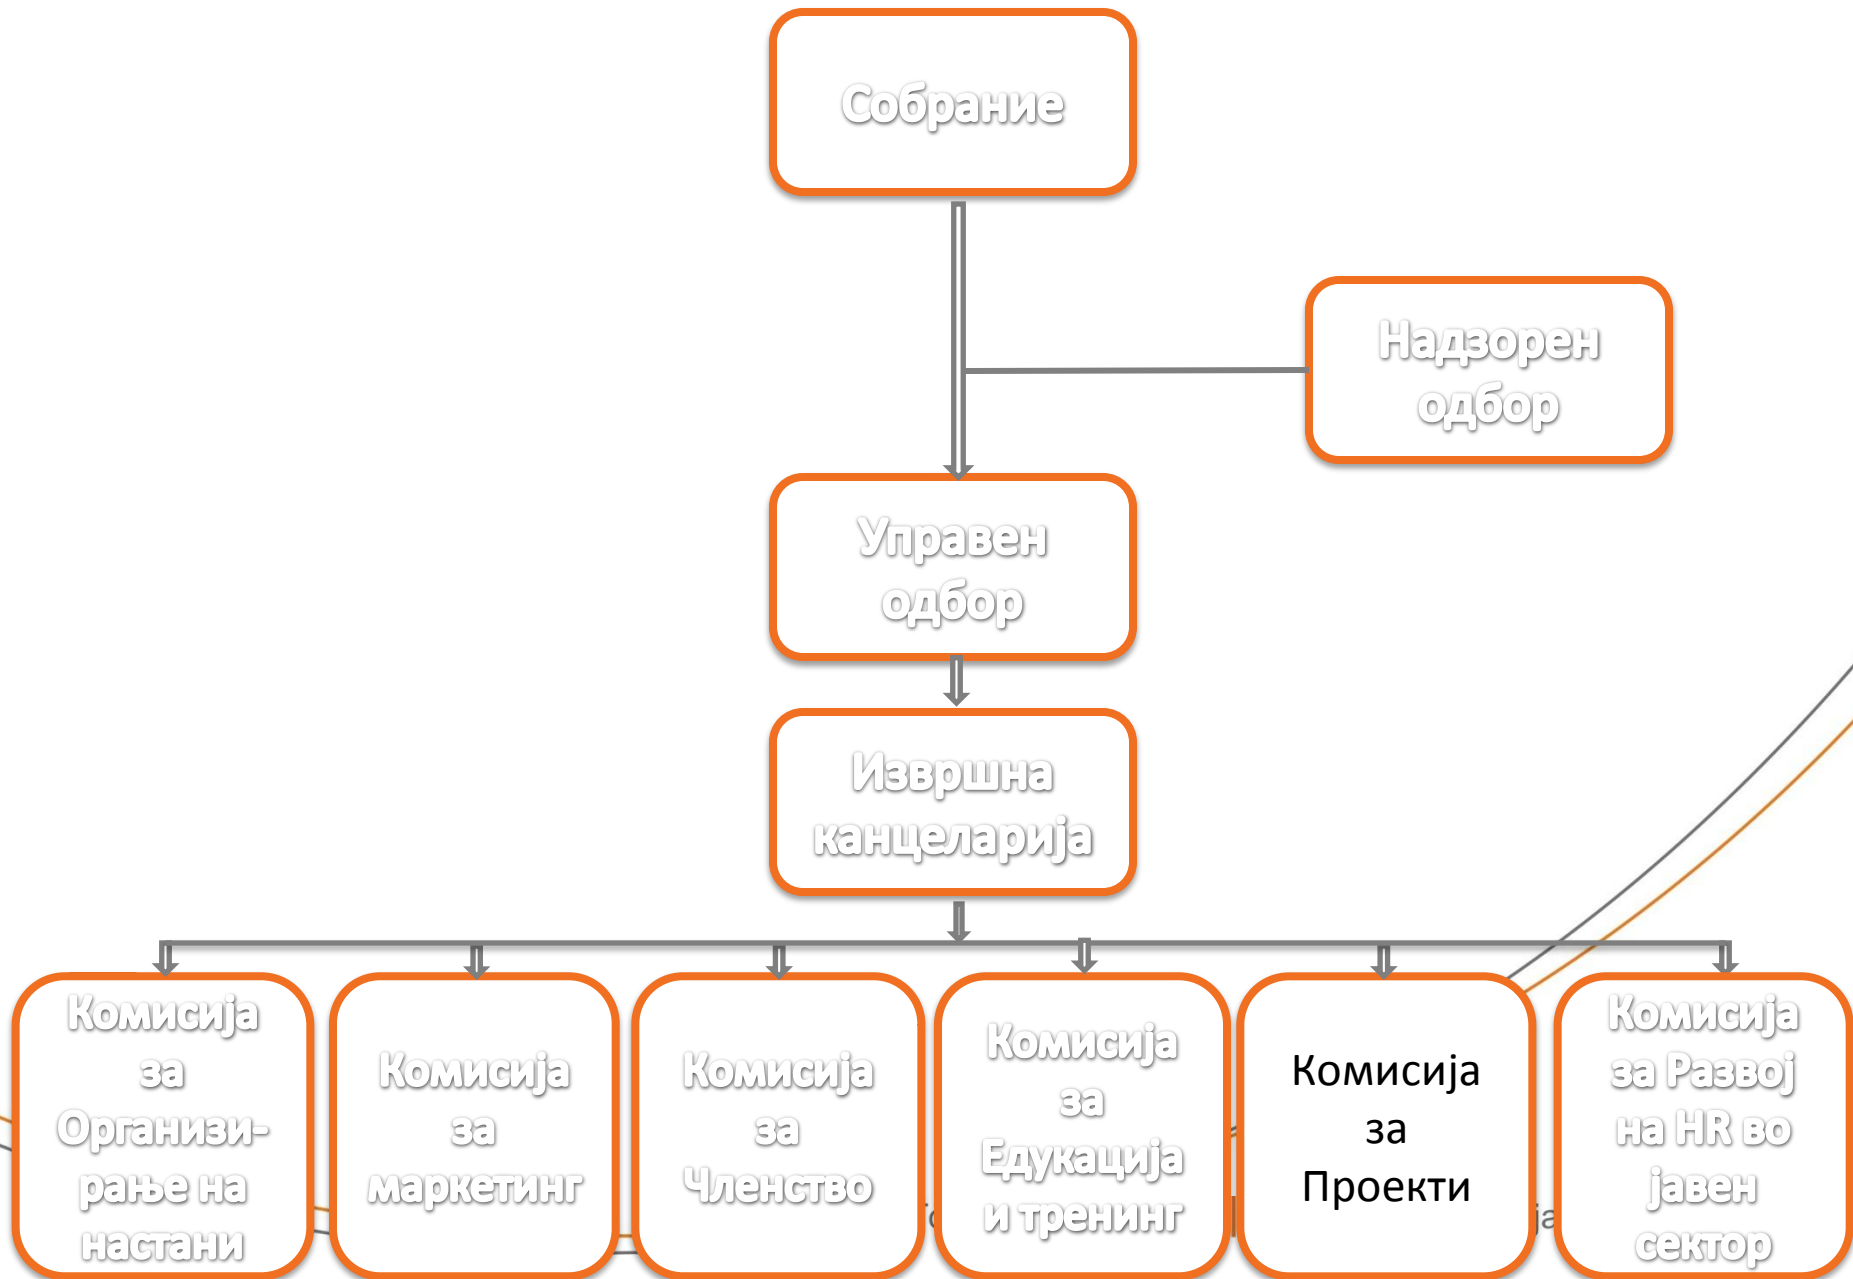 Собрание
Надзорен
одбор
Управен
одбор
Извршна
канцеларија
Комисија
за
Организи-
рање на
настани
Комисија
за
маркетинг
Комисија
за
Членство
Комисија
за
Едукација
и тренинг
Комисија
за
Проекти
Комисија
за Развој
на HR во
јавен
сектор